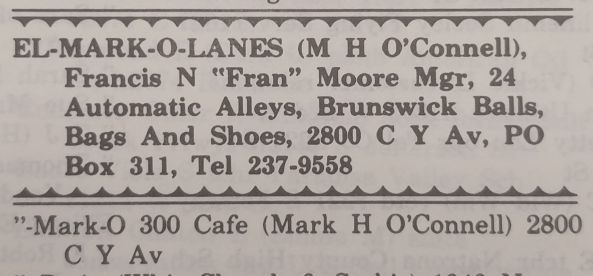 EL-MARK-O-LANES (M H O'Connell),
Francis N "Fran" Moore Mgr, 24
Automatic Alleys, Brunswick Balls,
Bags And Shoes, 2800 C Y Av, PO
Box 311, Tel 237-9558
"-Mark-O 300 Cafe (Mark H O'Connell) 2800
C Y Av